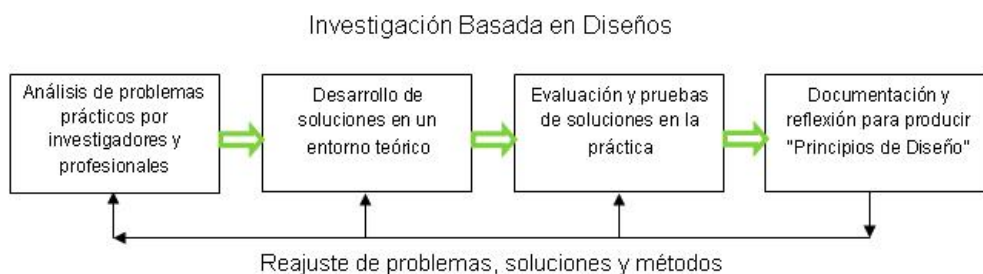 Investigación Basada en Diseños
Análisis de problemas
prácticos por
investigadores y
profesionales
Desarrollo de
soluciones en un
entorno teórico
Evaluación y pruebas
de soluciones en la
práctica
Documentación y
reflexión para producir
"Principios de Diseño"
Reajuste de problemas, soluciones y métodos